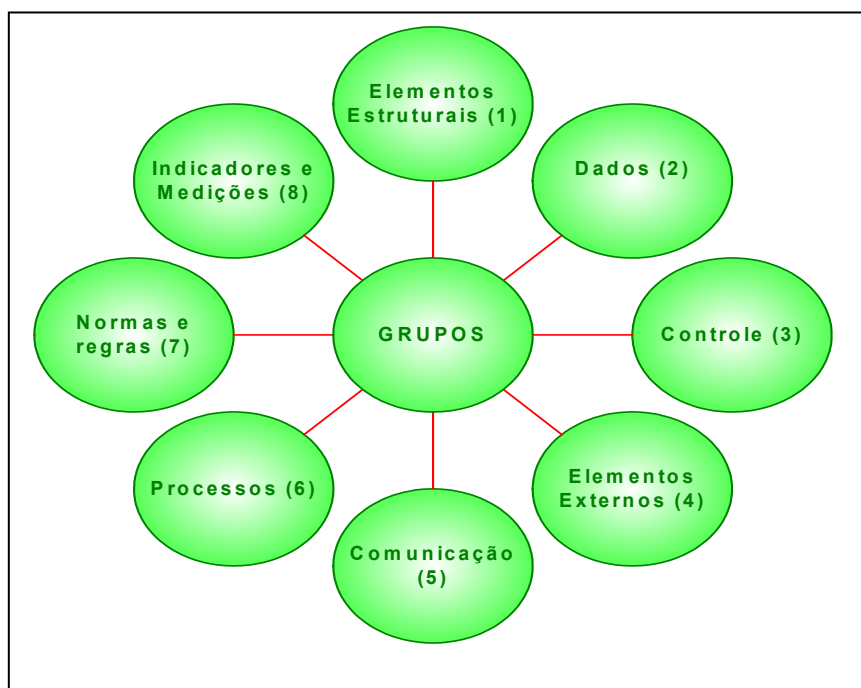 Elementos
Estruturais (1)
Dados (2)
Controle (3)
Elementos
Externos (4)
Comunicação
(5)
Processos (6)
Normas e
regras (7)
Indicadores e
Medições (8)
GRUPOS